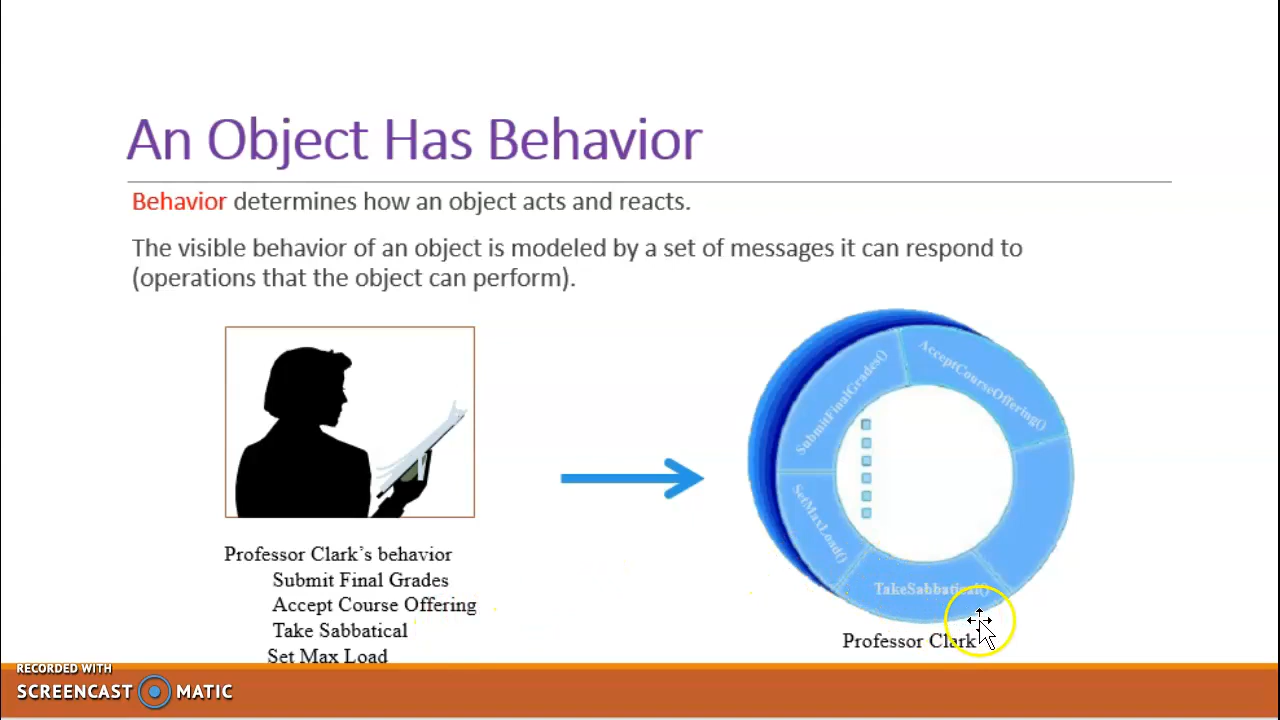 An Object Has Behavior
Behavior determines how an object acts and reacts.
The visible behavior of an object is modeled by a set of messages it can respond to
(operations that the object can perform).
Professor Clark's behavior
Submit Final Grades
Accept Course Offering
Take Sabbatical
Set Max Load
SubmitFinalGrades()
AcceptCourseOffering()
SetMaxLoad()
TakeSabbatical()
Professor Clark
RECORDED WITH
SCREENCAST MATIC